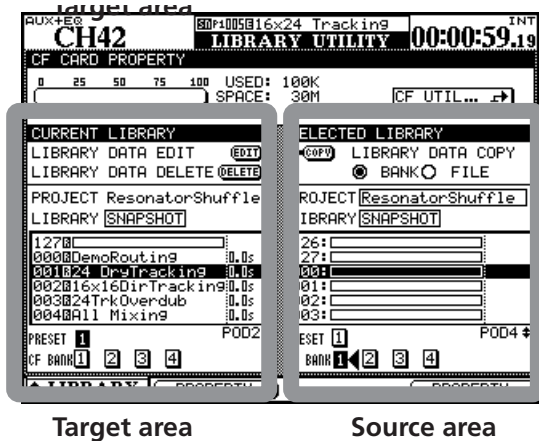 Target area
AUX+EQ
CH42
16x24 Tracking
LIBRARY UTILITY
INT
00:00:59.19
CF CARD PROPERTY
0 25 50 75 100 USED: 100K
SPACE: 30M
CF UTIL...
CURRENT LIBRARY
LIBRARY DATA EDIT EDIT
LIBRARY DATA DELETE DELETE
PROJECT ResonatorShuffle
LIBRARY SNAPSHOT
127
000 DemoRouting 0.0s
001 24 DryTracking 0.0s
002 16x16DirTracking 0.0s
003 24TrkOverdub 0.0s
004 All Mixing 0.0s
PRESET 1 POD2
CF BANK 1 2 3 4
LIBRARY PROPERTY
ELECTED LIBRARY
COPY LIBRARY DATA COPY
BANK FILE
ROJECT ResonatorShuffle
IBRARY SNAPSHOT
26:
27:
00:
01:
02:
03:
ESET 1 POD4
BANK 1 2 3 4
PROPERTY
Target area
Source area